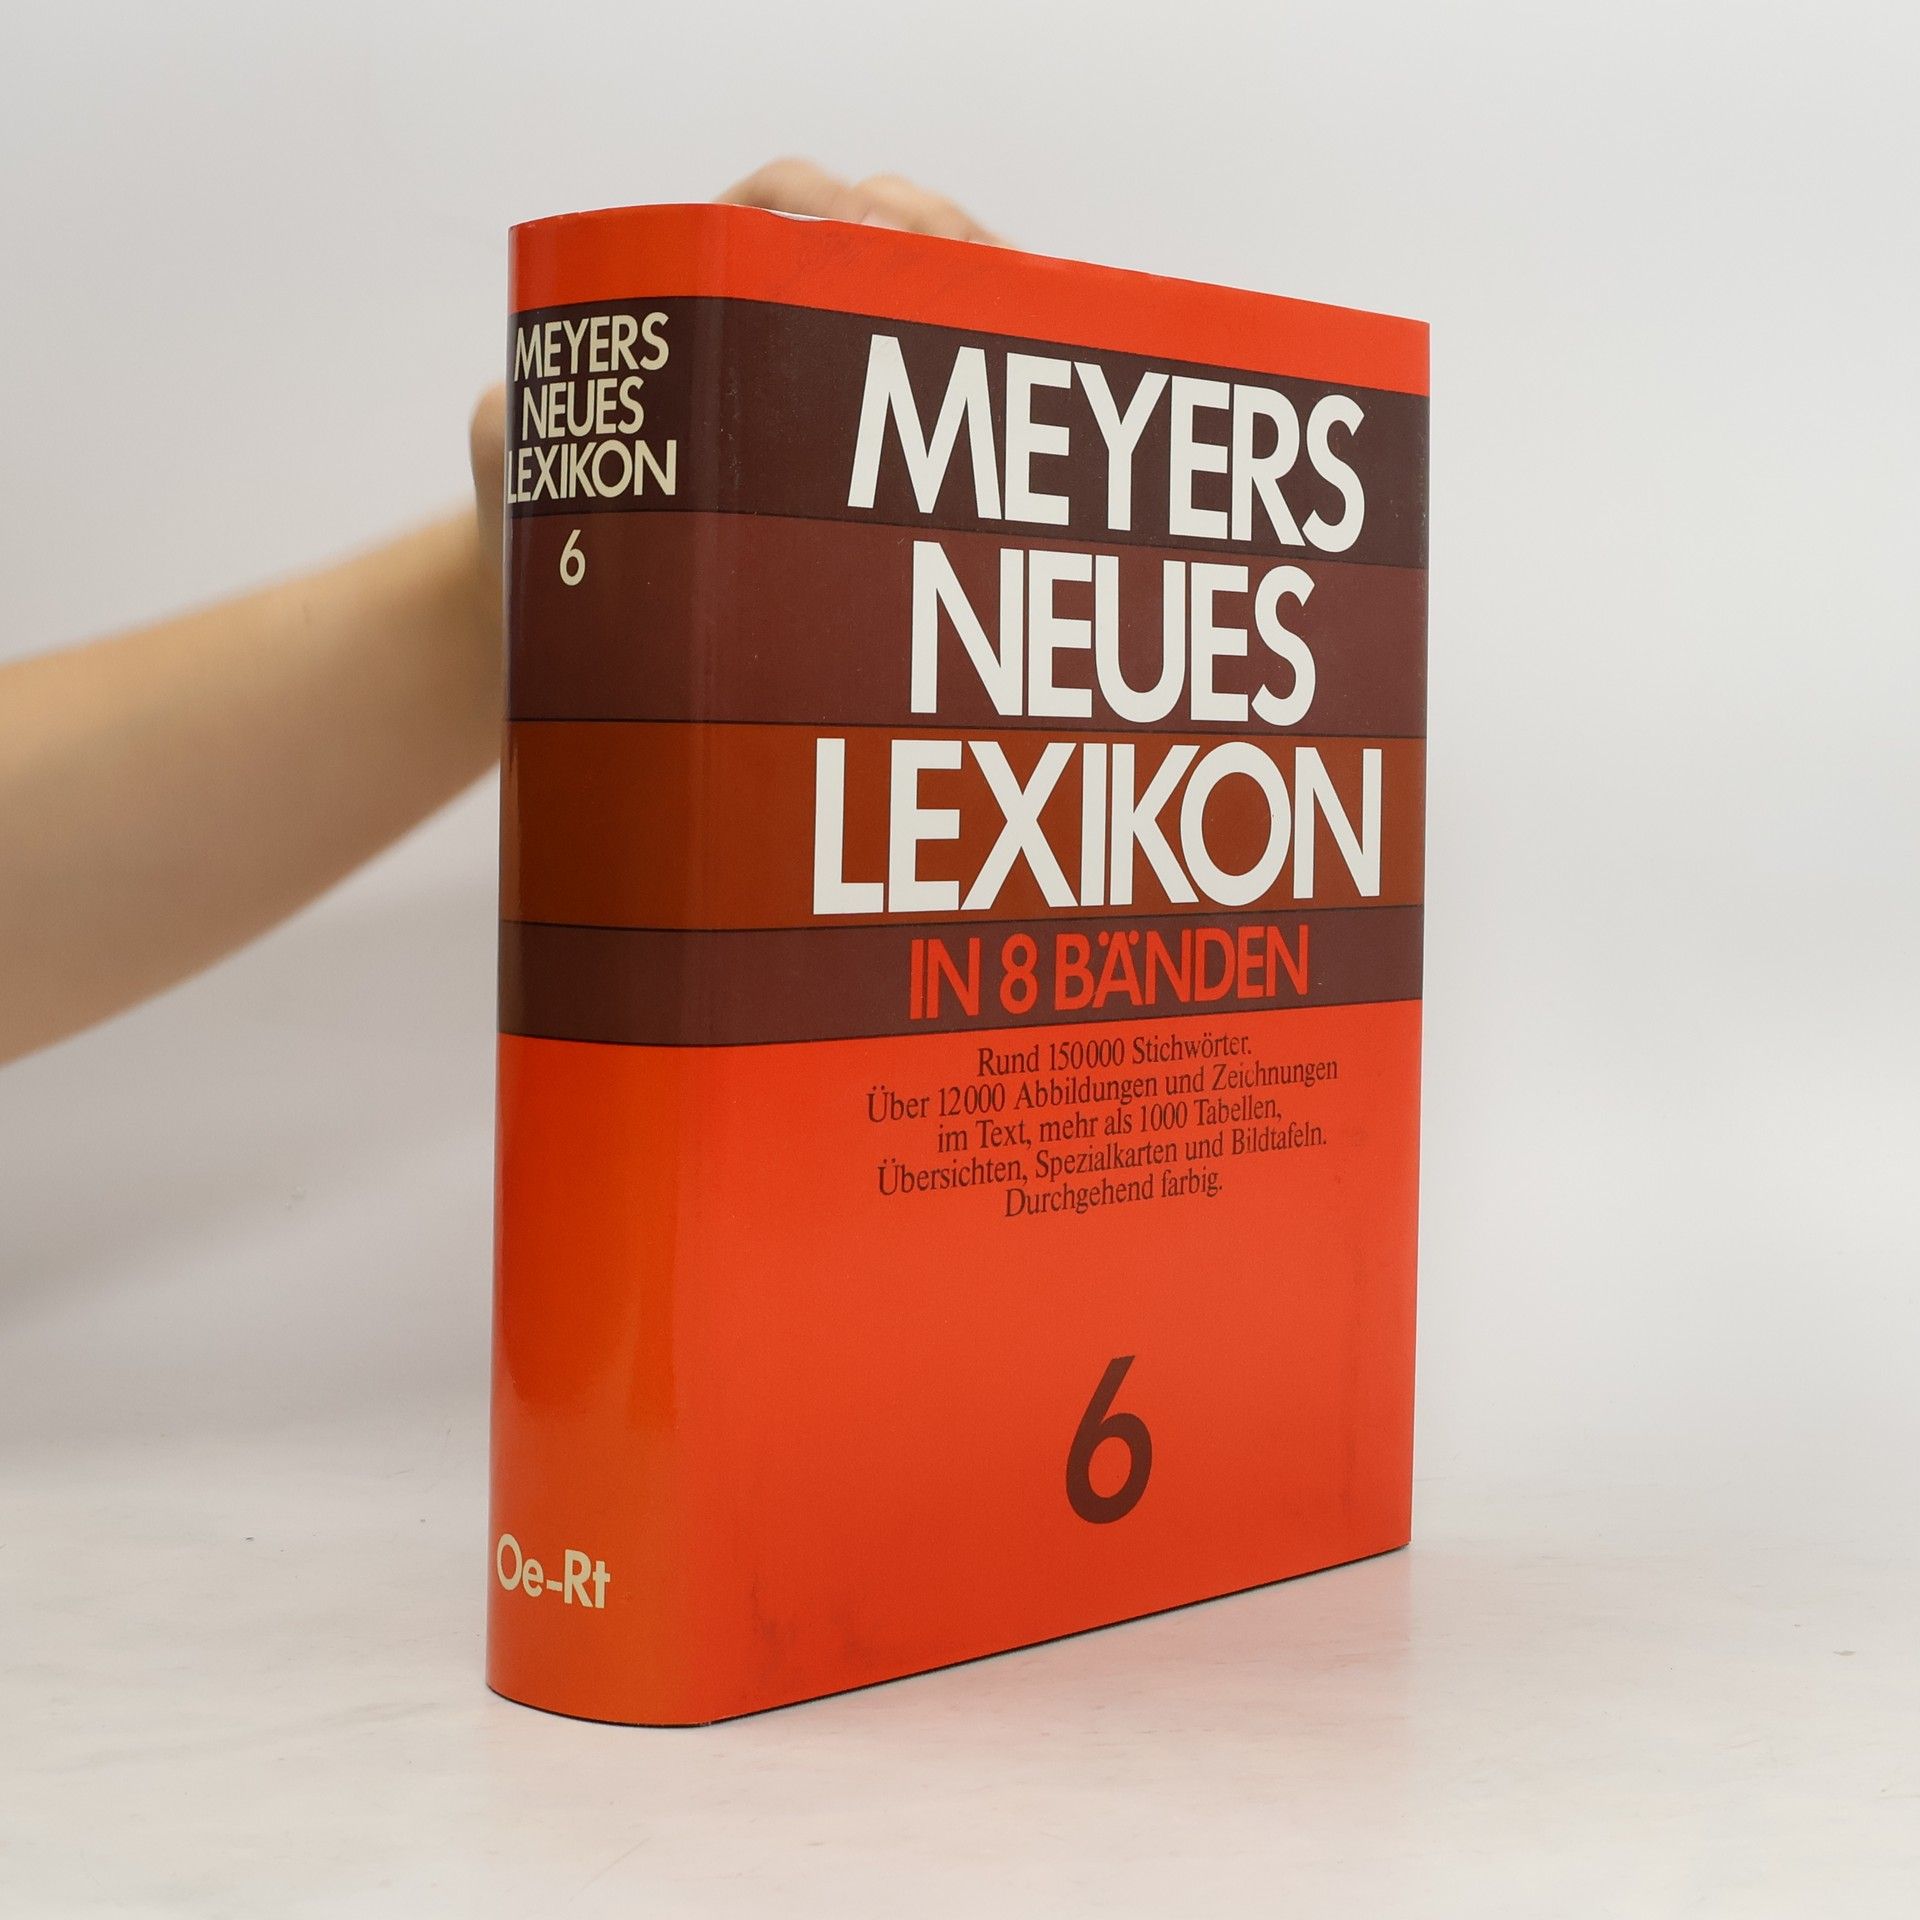 MEYERS
NEUES
LEXIKON
6
Oe-Rt
MEYERS
NEUES
LEXIKON
IN 8 BÄNDEN
Rund 150000 Stichwörter.
Über 12000 Abbildungen und Zeichnungen
im Text, mehr als 1000 Tabellen,
Übersichten, Spezialkarten und Bildtafeln.
Durchgehend farbig.
6